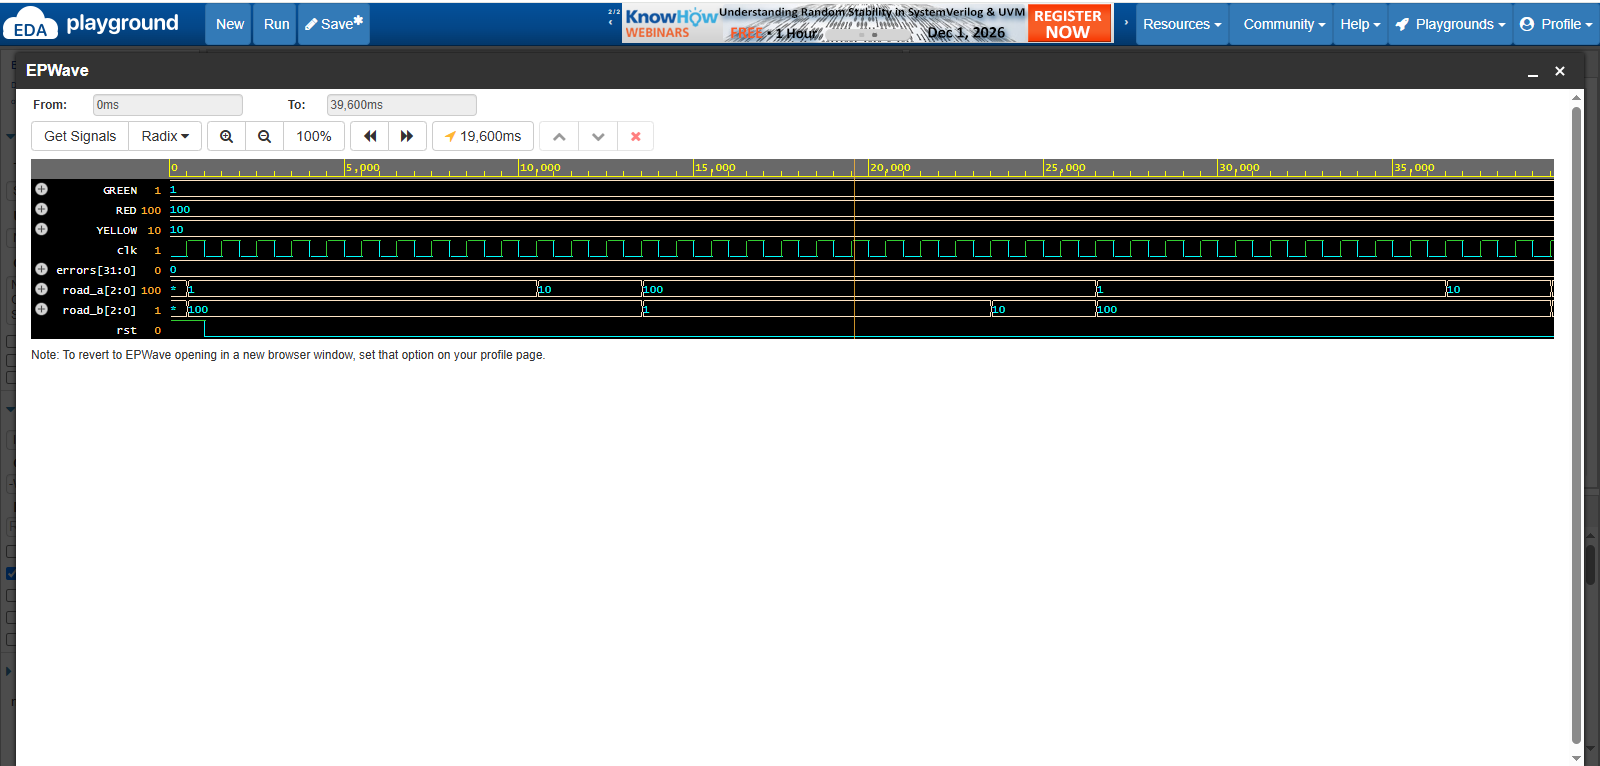 EDA playground
New
Run
Save*
2/2
KnowHow
WEBINARS
Understanding Random Stability in SystemVerilog & UVM
FREE • 1 Hour
Dec 1, 2026
REGISTER
NOW
Resources
Community
Help
Playgrounds
Profile
EPWave
From:
0ms
To:
39,600ms
Get Signals
Radix
100%
19,600ms
0 5,000 10,000 15,000 20,000 25,000 30,000 35,000
GREEN 1 1
RED 100 100
YELLOW 10 10
clk 1
errors[31:0] 0 0
road_a[2:0] 100 * 1 10 100 1 10
road_b[2:0] 1 * 100 1 10 100
rst 0
Note: To revert to EPWave opening in a new browser window, set that option on your profile page.